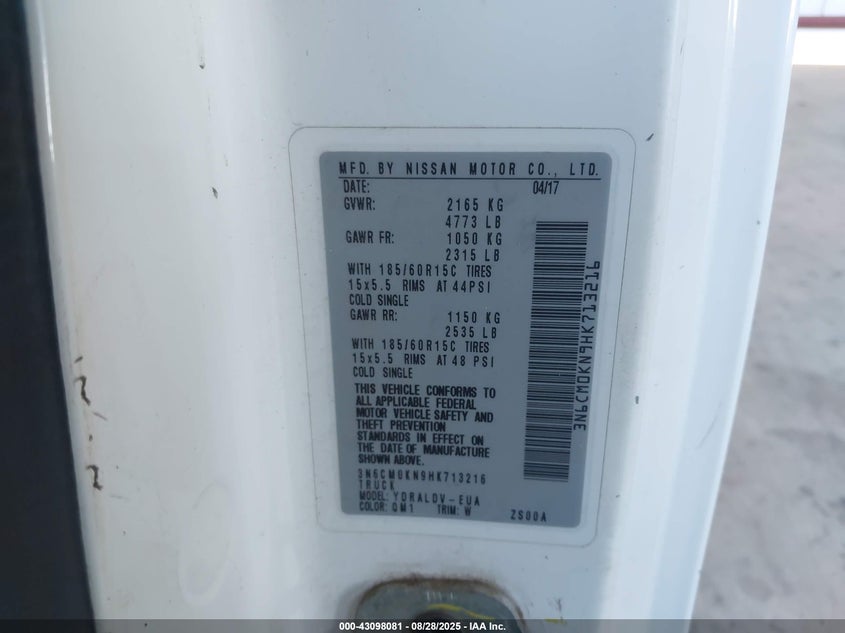 MFD. BY NISSAN MOTOR CO., LTD.
DATE: 04/17
GVWR: 2165 KG
4773 LB
GAWR FR: 1050 KG
2315 LB
WITH 185/60R15C TIRES
15x5.5 RIMS AT 44PSI
COLD SINGLE
GAWR RR: 1150 KG
2535 LB
WITH 185/60R15C TIRES
15x5.5 RIMS AT 48 PSI
COLD SINGLE
THIS VEHICLE CONFORMS TO
ALL APPLICABLE FEDERAL
MOTOR VEHICLE SAFETY AND
THEFT PREVENTION
STANDARDS IN EFFECT ON
THE DATE OF MANUFACTURE
SHOWN ABOVE.
3N6CM0KN9HK713216
TRUCK
MODEL: YDRALDV-EUA
COLOR: QM1 TRIM: W ZS00A
3N6CM0KN9HK713216
000-43098081 - 08/28/2025 - IAA Inc.